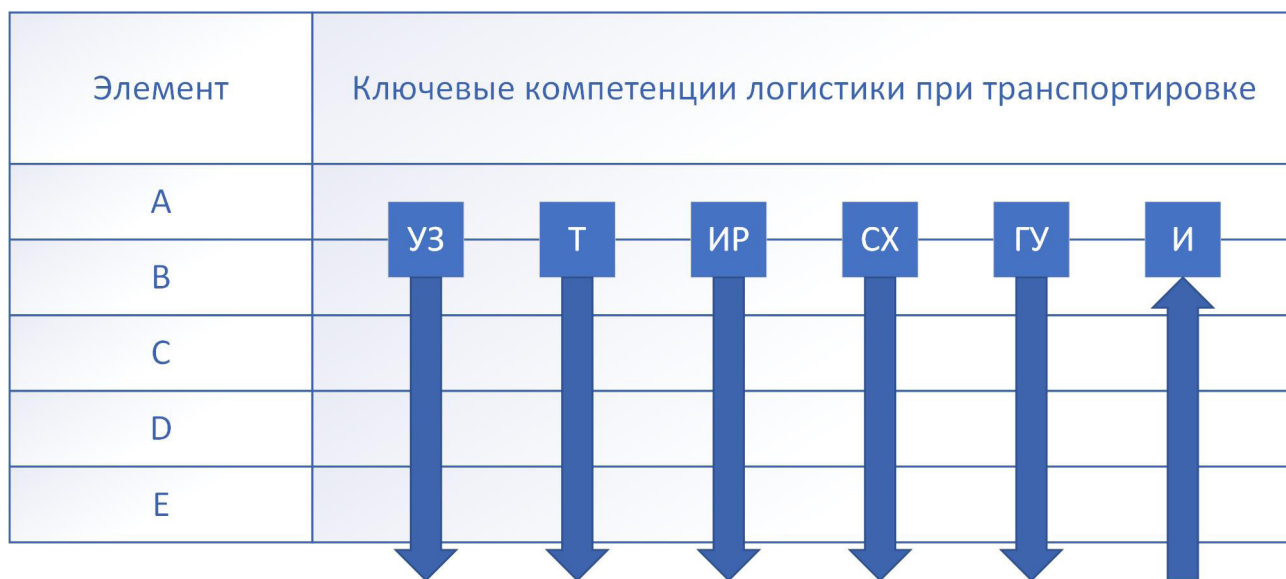 Элемент
Ключевые компетенции логистики при транспортировке
A
B
C
D
E
УЗ
Т
ИР
СХ
ГУ
И